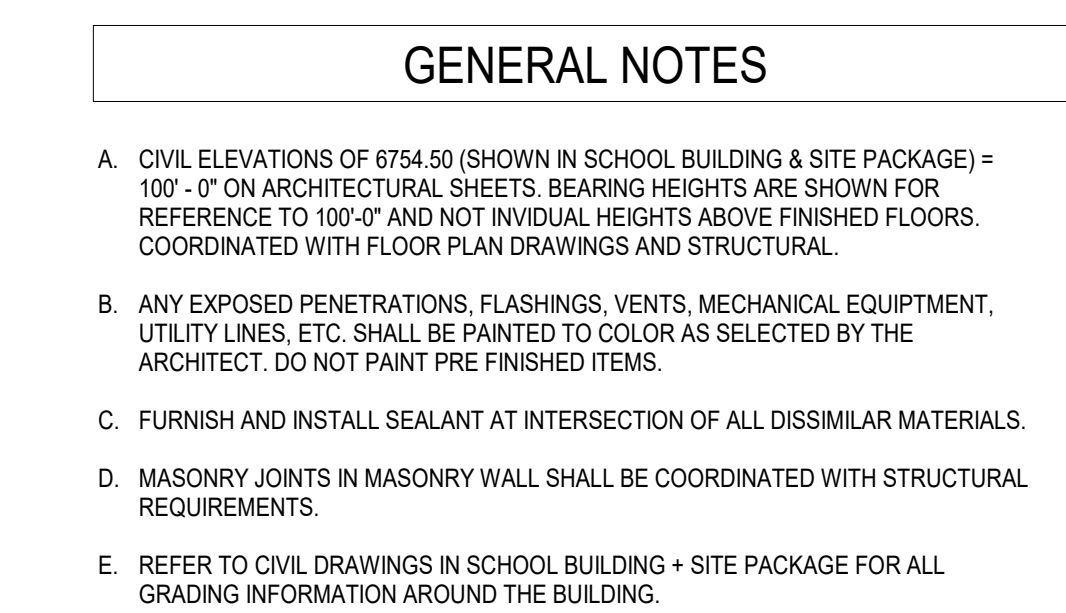 GENERAL NOTES
A. CIVIL ELEVATIONS OF 6754.50 (SHOWN IN SCHOOL BUILDING & SITE PACKAGE) =
100' - 0" ON ARCHITECTURAL SHEETS. BEARING HEIGHTS ARE SHOWN FOR
REFERENCE TO 100'-0" AND NOT INVIDUAL HEIGHTS ABOVE FINISHED FLOORS.
COORDINATED WITH FLOOR PLAN DRAWINGS AND STRUCTURAL.
B. ANY EXPOSED PENETRATIONS, FLASHINGS, VENTS, MECHANICAL EQUIPTMENT,
UTILITY LINES, ETC. SHALL BE PAINTED TO COLOR AS SELECTED BY THE
ARCHITECT. DO NOT PAINT PRE FINISHED ITEMS.
C. FURNISH AND INSTALL SEALANT AT INTERSECTION OF ALL DISSIMILAR MATERIALS.
D. MASONRY JOINTS IN MASONRY WALL SHALL BE COORDINATED WITH STRUCTURAL
REQUIREMENTS.
E. REFER TO CIVIL DRAWINGS IN SCHOOL BUILDING + SITE PACKAGE FOR ALL
GRADING INFORMATION AROUND THE BUILDING.